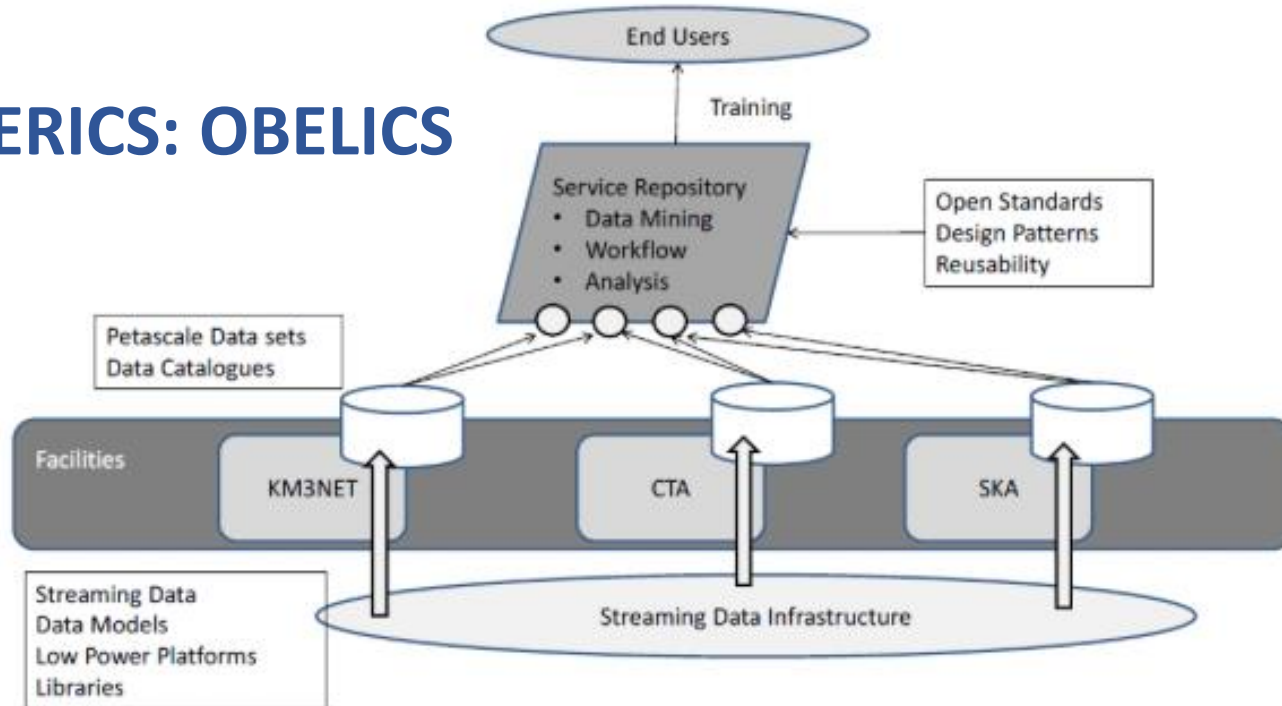 ERICS: OBELICS
End Users
Training
Service Repository
• Data Mining
• Workflow
• Analysis
Open Standards
Design Patterns
Reusability
Petascale Data sets
Data Catalogues
Facilities
KM3NET
CTA
SKA
Streaming Data
Data Models
Low Power Platforms
Libraries
Streaming Data Infrastructure